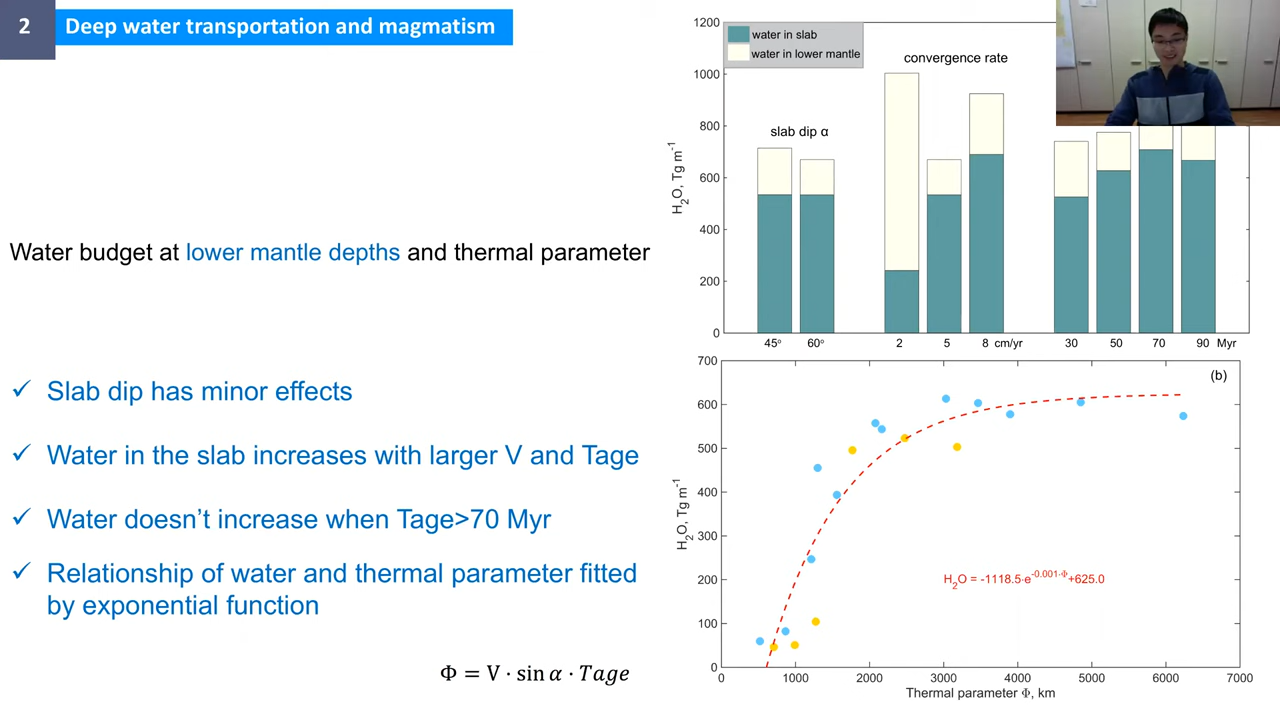 2
Deep water transportation and magmatism
Water budget at lower mantle depths and thermal parameter
✓ Slab dip has minor effects
✓ Water in the slab increases with larger V and Tage
✓ Water doesn’t increase when Tage>70 Myr
✓ Relationship of water and thermal parameter fitted
by exponential function
Φ = V · sin α · Tage
1200
1000
800
600
400
200
0
H₂O, Tg m⁻¹
water in slab
water in lower mantle
slab dip α
convergence rate
45° 60° 2 5 8 cm/yr 30 50 70 90 Myr
(b)
700
600
500
400
300
200
100
0
H₂O, Tg m⁻¹
H₂O = -1118.5·e^-0.001·Φ+625.0
0 1000 2000 3000 4000 5000 6000 7000
Thermal parameter Φ, km